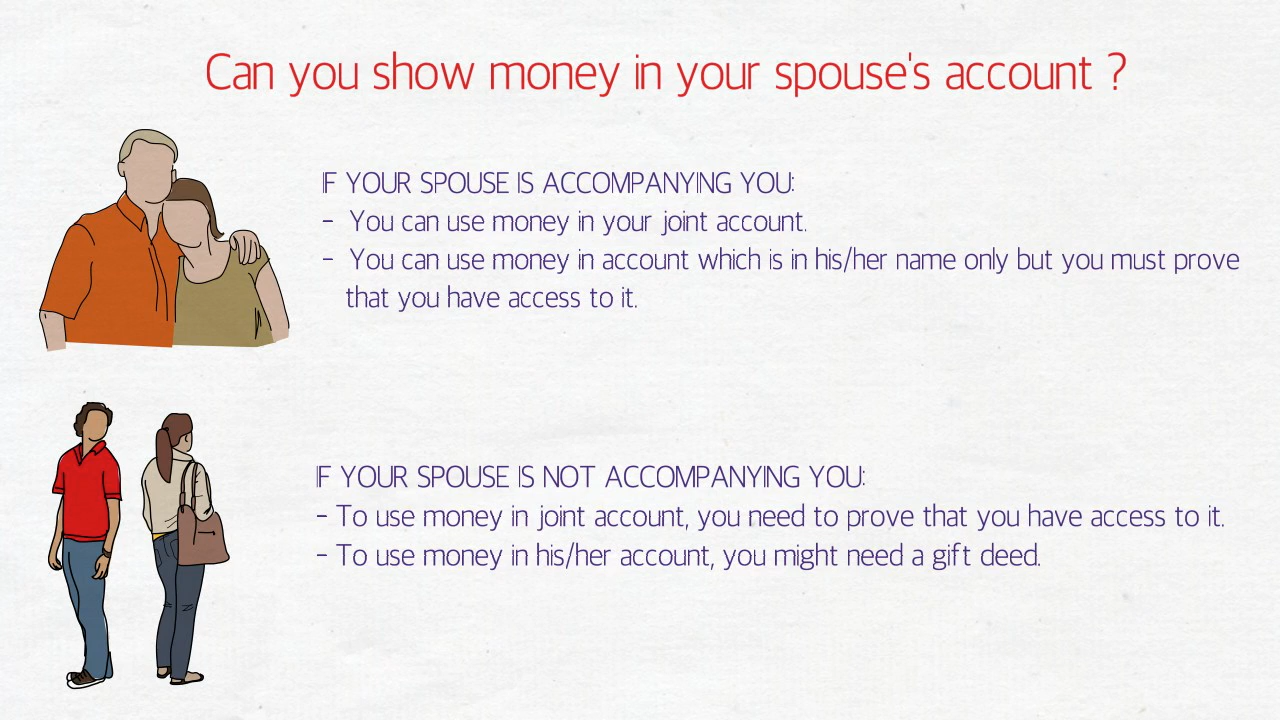 Can you show money in your spouse's account ?
IF YOUR SPOUSE IS ACCOMPANYING YOU:
- You can use money in your joint account.
- You can use money in account which is in his/her name only but you must prove
that you have access to it.
IF YOUR SPOUSE IS NOT ACCOMPANYING YOU:
- To use money in joint account, you need to prove that you have access to it.
- To use money in his/her account, you might need a gift deed.